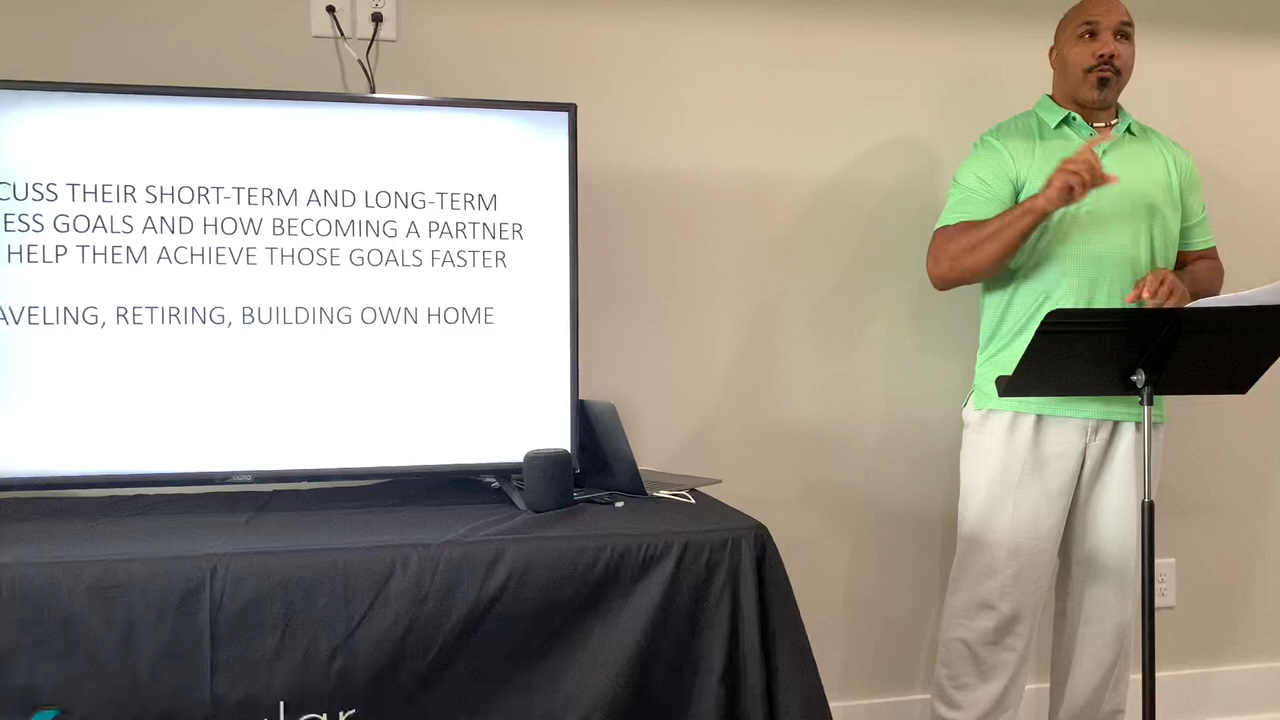 CUSS THEIR SHORT-TERM AND LONG-TERM
ESS GOALS AND HOW BECOMING A PARTNER
HELP THEM ACHIEVE THOSE GOALS FASTER
AVELING, RETIRING, BUILDING OWN HOME